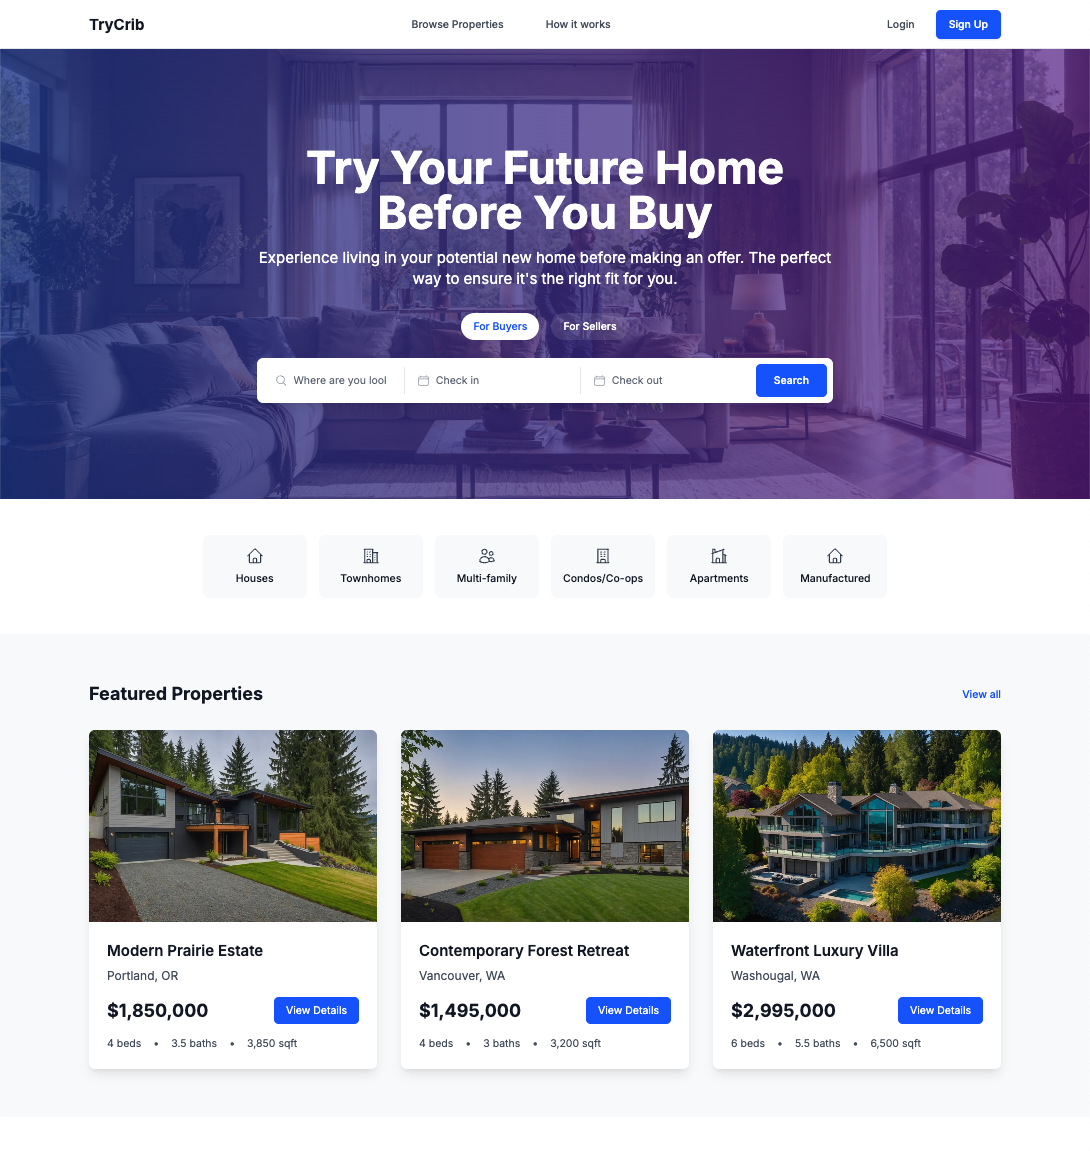 TryCrib
Browse Properties
How it works
Login
Sign Up
Try Your Future Home
Before You Buy
Experience living in your potential new home before making an offer. The perfect
way to ensure it's the right fit for you.
For Buyers
For Sellers
Where are you lool
Check in
Check out
Search
Houses
Townhomes
Multi-family
Condos/Co-ops
Apartments
Manufactured
Featured Properties
View all
Modern Prairie Estate
Portland, OR
$1,850,000
View Details
4 beds • 3.5 baths • 3,850 sqft
Contemporary Forest Retreat
Vancouver, WA
$1,495,000
View Details
4 beds • 3 baths • 3,200 sqft
Waterfront Luxury Villa
Washougal, WA
$2,995,000
View Details
6 beds • 5.5 baths • 6,500 sqft